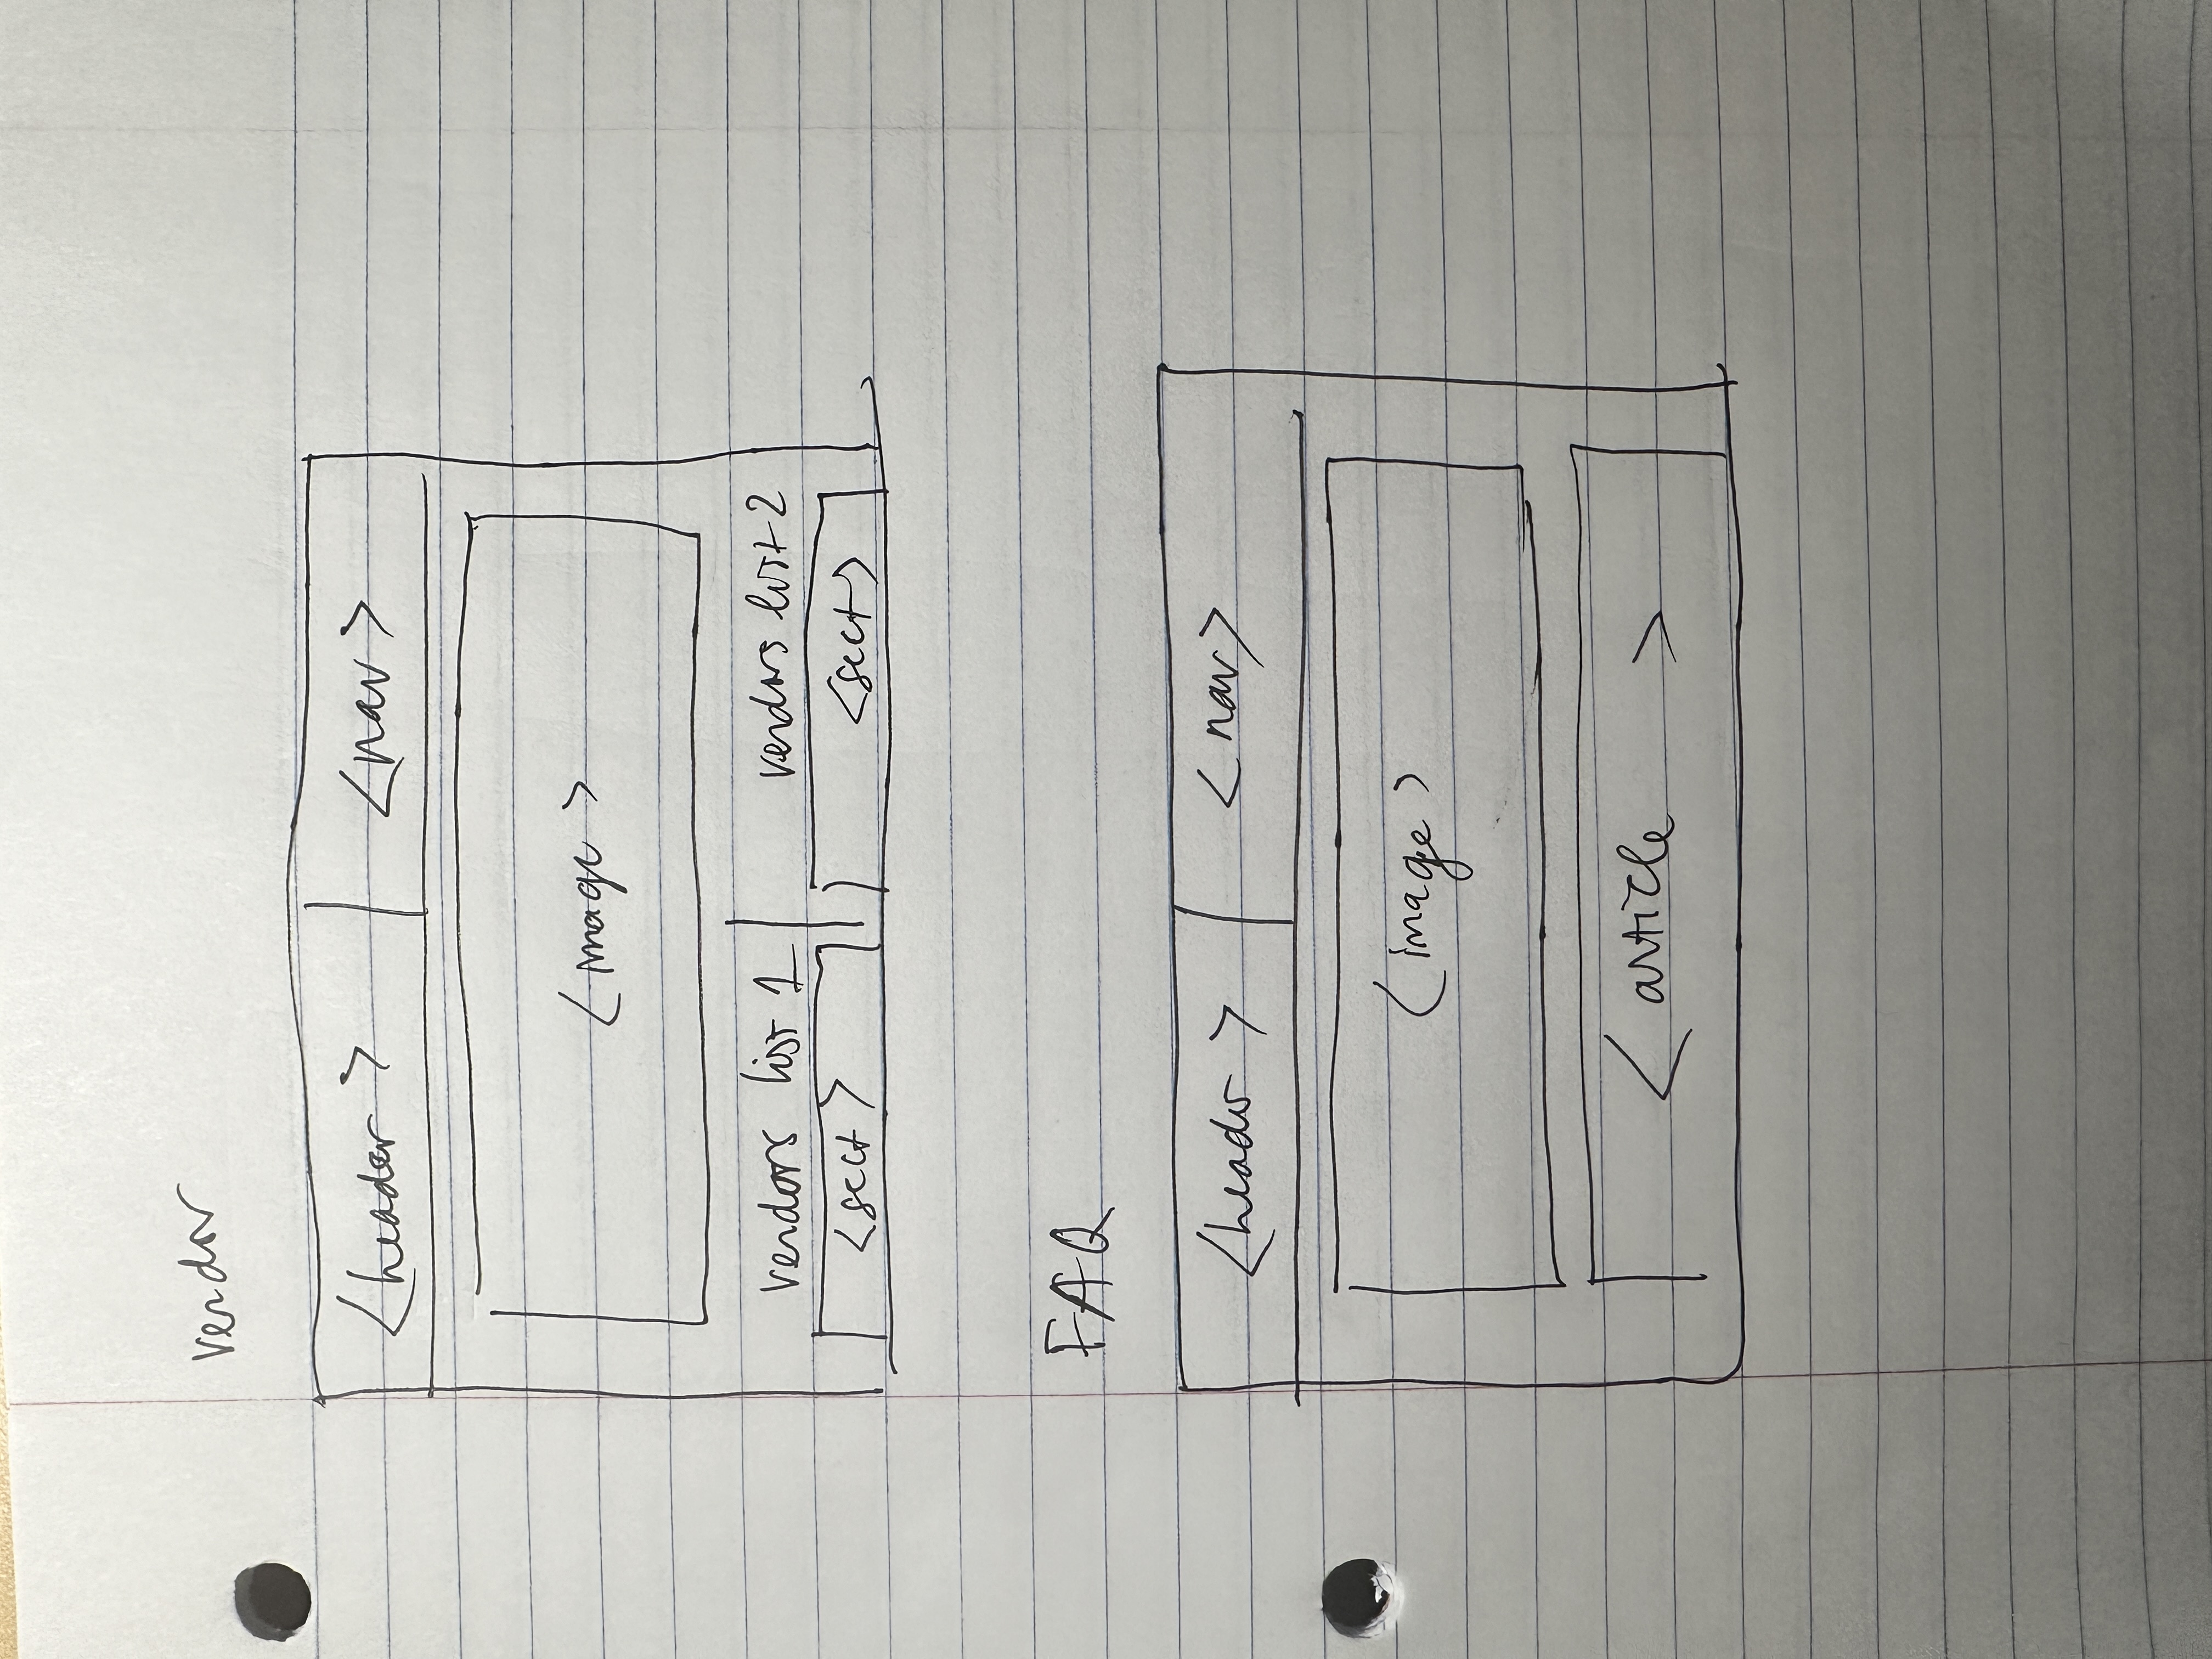 vendor
<header> <nav>
<image>
vendors list 1 vendors list 2
<sect> <sect>
FAQ
<header> <nav>
<image>
<article>